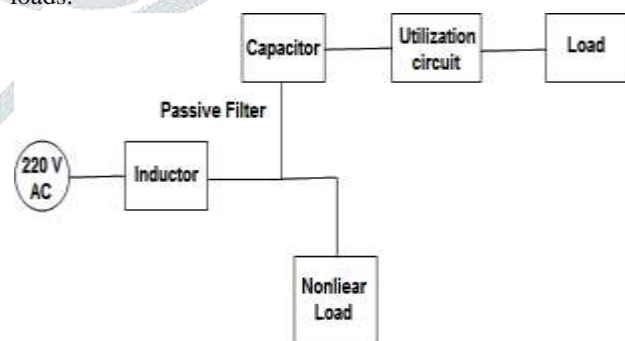 loads.
Capacitor
Utilization
circuit
Load
Passive Filter
220 V
AC
Inductor
Nonliear
Load